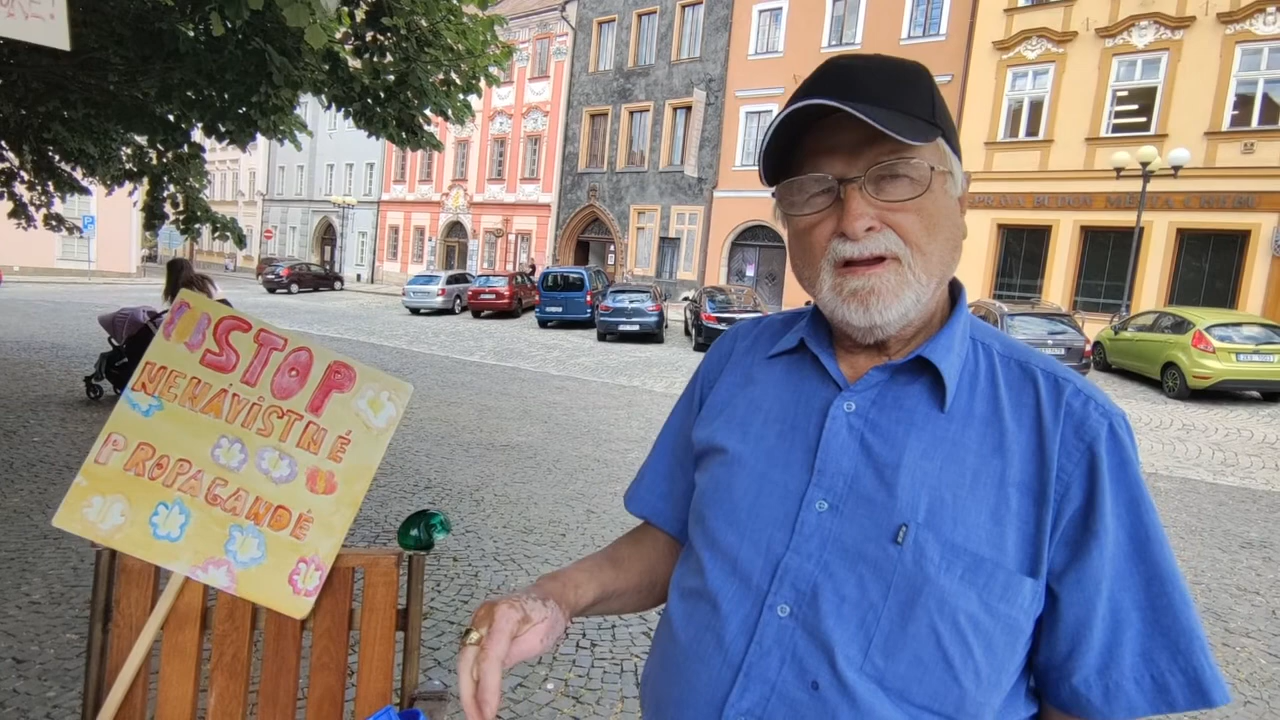 STOP
NENÁVISTNÉ
PROPAGANDĚ
SPRÁVA BUDOV MĚSTA CHEBU
P